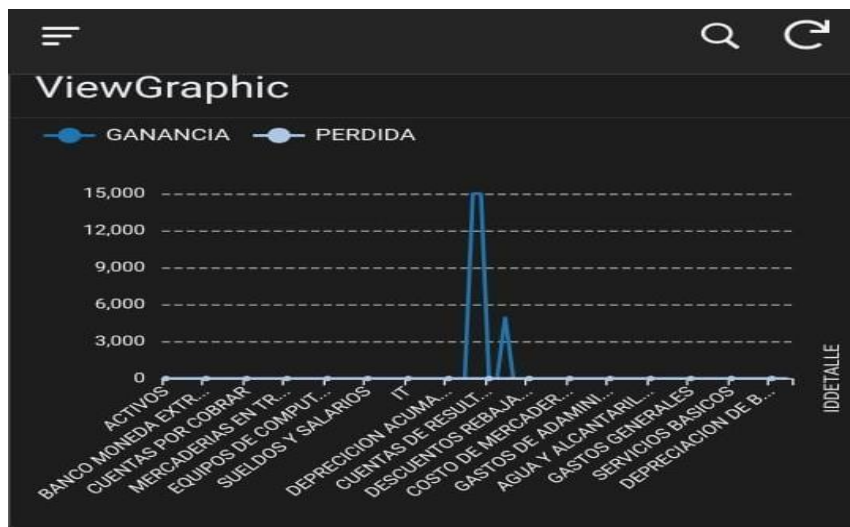 ViewGraphic
GANANCIA
PERDIDA
15,000
12,000
9,000
6,000
3,000
0
ACTIVOS
BANCO MONEDA EXTR...
CUENTAS POR COBRAR
MERCADERIAS EN TR...
EQUIPOS DE COMPUT...
SUELDOS Y SALARIOS
IT
DEPRECICION ACUMA...
CUENTAS DE RESULT...
DESCUENTOS REBAJA...
COSTO DE MERCADER...
GASTOS DE ADAMINI...
AGUA Y ALCANTARIL...
GASTOS GENERALES
SERVICIOS BASICOS
DEPRECIACION DE B...
IDDETALLE